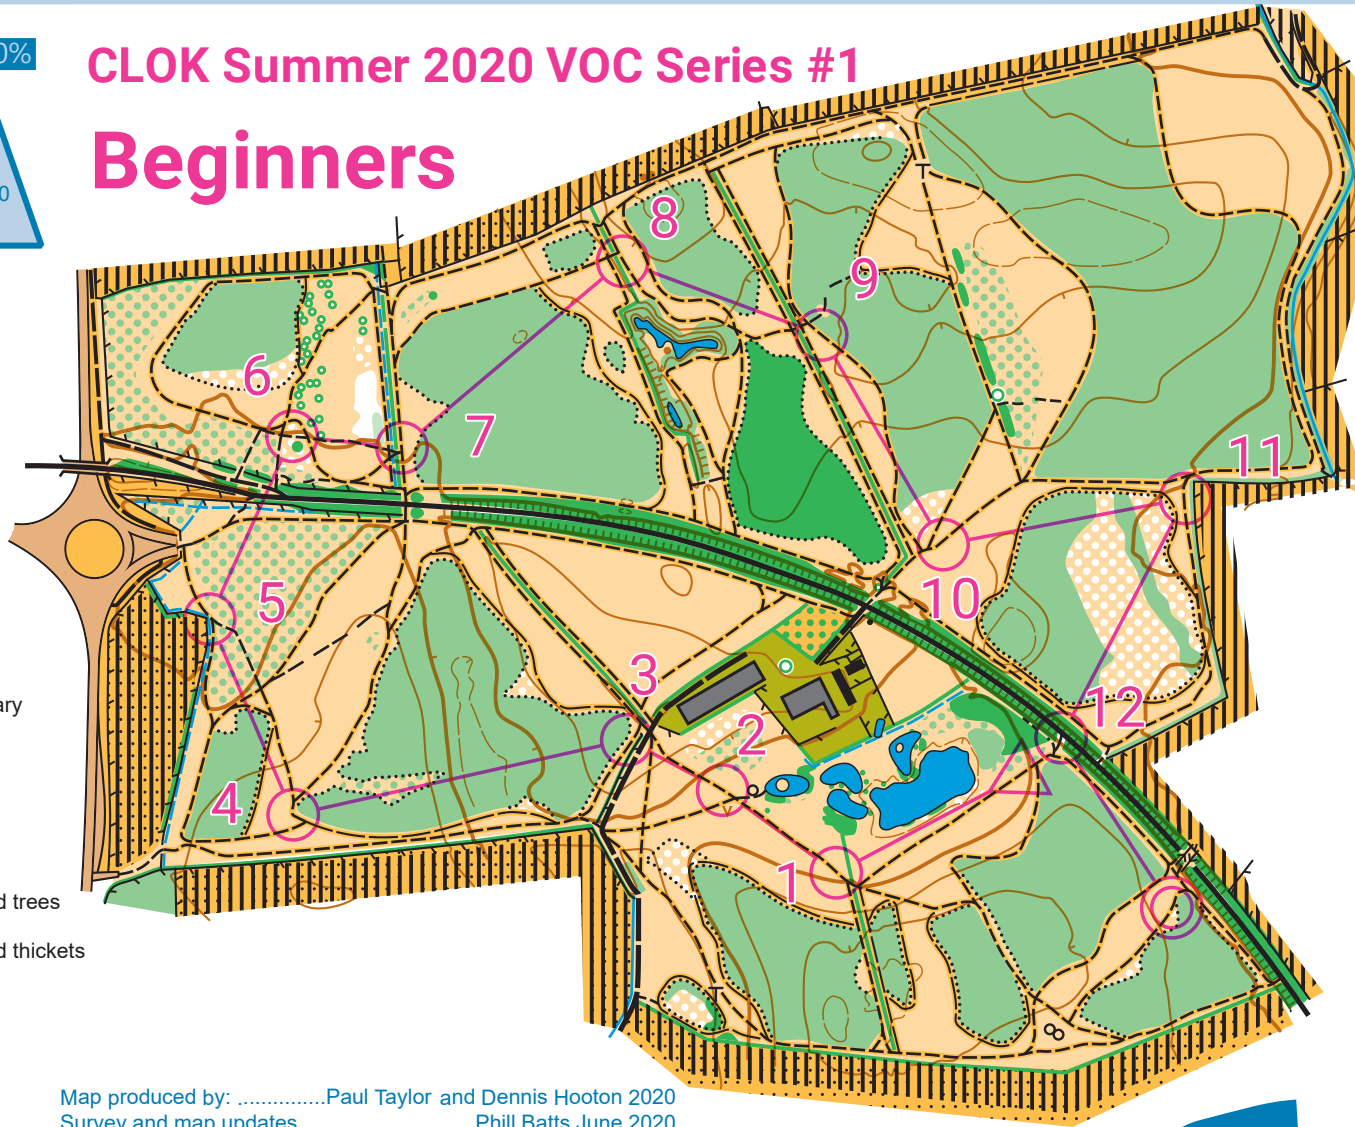 0%
CLOK Summer 2020 VOC Series #1
Beginners
0
8
9
6
7
11
5
10
3
12
2
4
1
ary
d trees
d thickets
Map produced by: ...............Paul Taylor and Dennis Hooton 2020
Survey and map updates Phill Batts June 2020